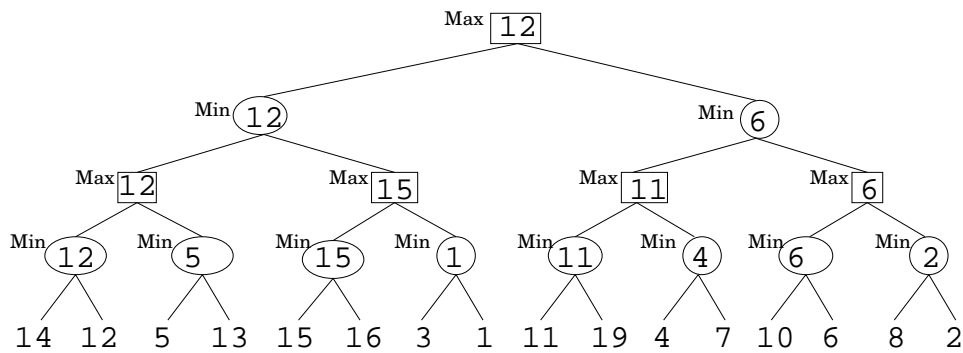 Max 12
Min 12 Min 6
Max 12 Max 15 Max 11 Max 6
Min 12 Min 5 Min 15 Min 1 Min 11 Min 4 Min 6 Min 2
14 12 5 13 15 16 3 1 11 19 4 7 10 6 8 2